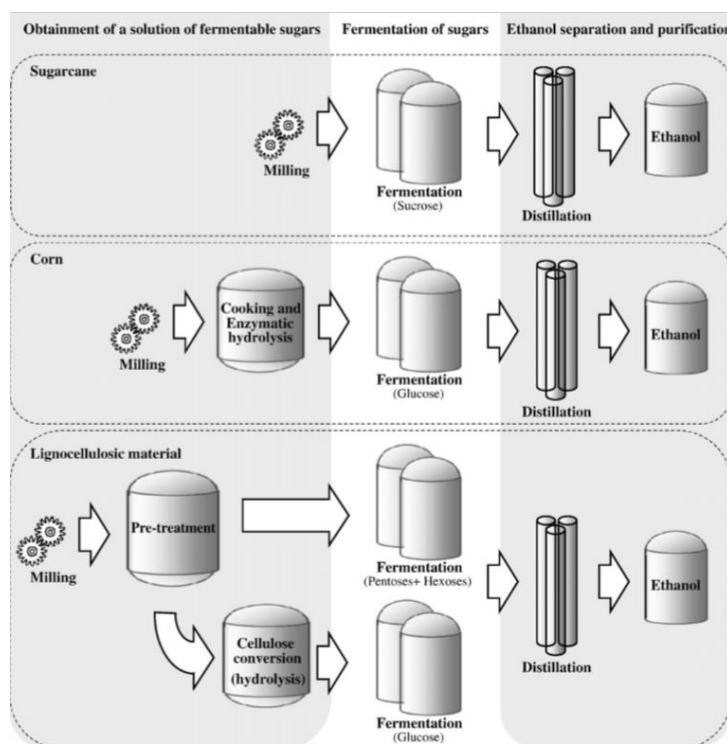 Obtainment of a solution of fermentable sugars
Fermentation of sugars
Ethanol separation and purification
Sugarcane
Milling
Fermentation
(Sucrose)
Distillation
Ethanol
Corn
Milling
Cooking and
Enzymatic
hydrolysis
Fermentation
(Glucose)
Distillation
Ethanol
Lignocellulosic material
Milling
Pre-treatment
Fermentation
(Pentoses+ Hexoses)
Cellulose
conversion
(hydrolysis)
Fermentation
(Glucose)
Distillation
Ethanol